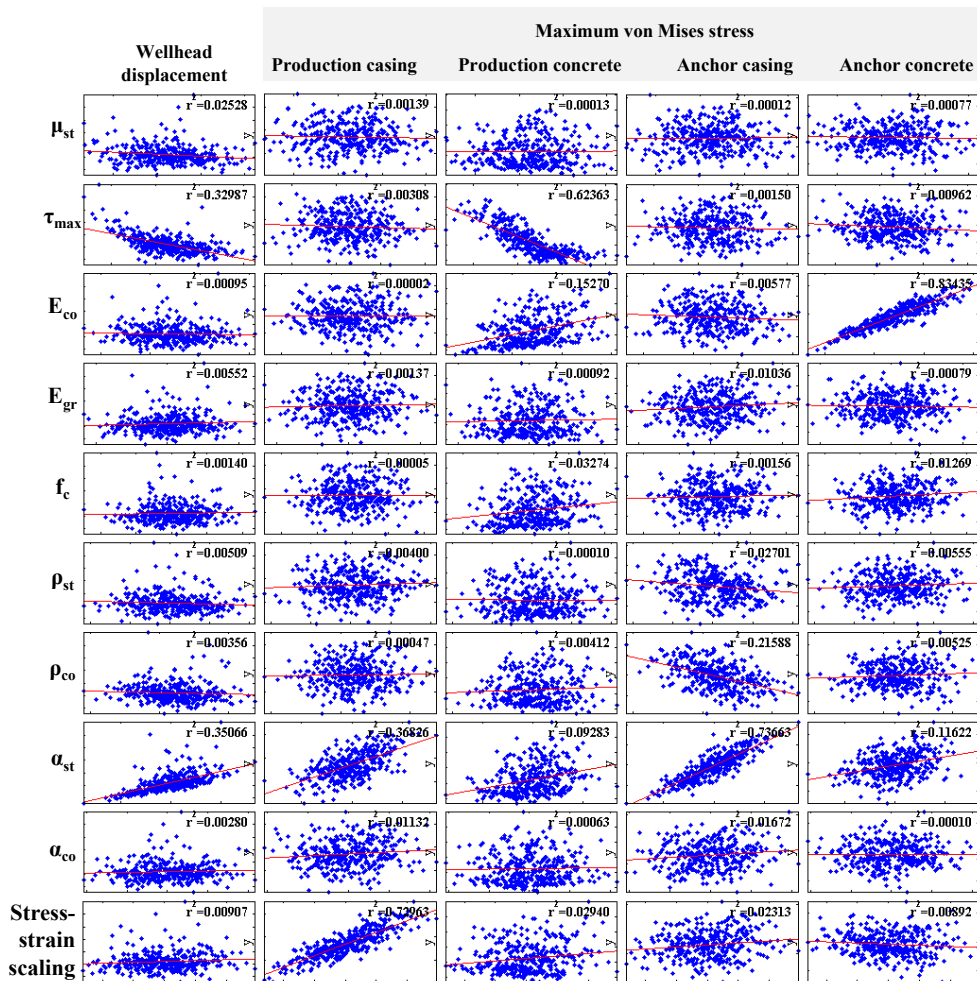 Maximum von Mises stress
Wellhead
displacement
Production casing
Production concrete
Anchor casing
Anchor concrete
μst
r²=0.02528
r²=0.00139
r²=0.00013
r²=0.00012
r²=0.00077
τmax
r²=0.32987
r²=0.00308
r²=0.62363
r²=0.00150
r²=0.00962
Eco
r²=0.00095
r²=0.00002
r²=0.15270
r²=0.00577
r²=0.83435
Egr
r²=0.00552
r²=0.00137
r²=0.00092
r²=0.01036
r²=0.00079
fc
r²=0.00140
r²=0.00005
r²=0.03274
r²=0.00156
r²=0.01269
ρst
r²=0.00509
r²=0.00400
r²=0.00010
r²=0.02701
r²=0.00555
ρco
r²=0.00356
r²=0.00047
r²=0.00412
r²=0.21588
r²=0.00525
αst
r²=0.35066
r²=0.36826
r²=0.09283
r²=0.73663
r²=0.11622
αco
r²=0.00280
r²=0.01132
r²=0.00063
r²=0.01672
r²=0.00010
Stress-
strain
scaling
r²=0.00907
r²=0.72963
r²=0.02940
r²=0.02313
r²=0.00892